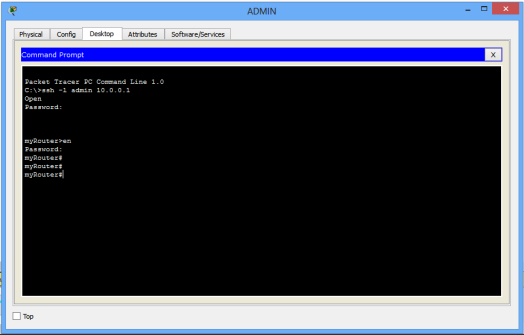 ADMIN
Physical Config Desktop Attributes Software/Services
Command Prompt X
Packet Tracer PC Command Line 1.0
C:\>ssh -l admin 10.0.0.1
Open
Password:
myRouter>en
Password:
myRouter#
myRouter#
myRouter#
Top